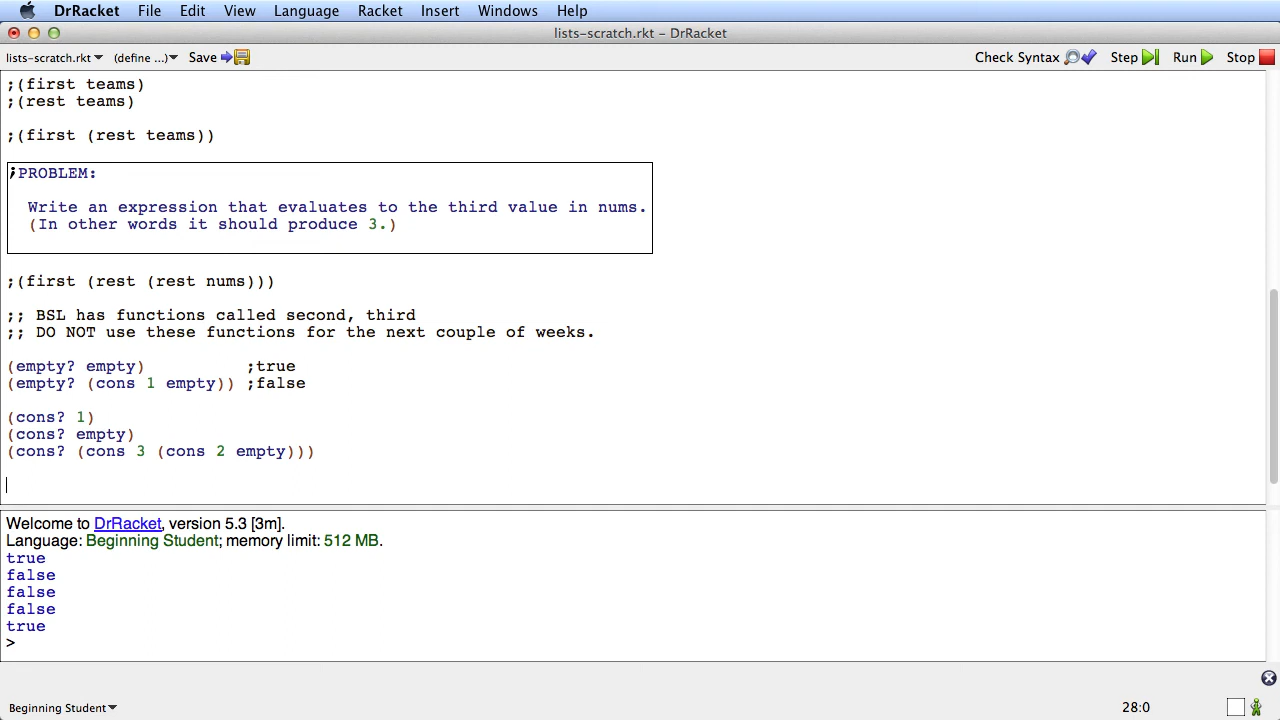 DrRacket File Edit View Language Racket Insert Windows Help
lists-scratch.rkt – DrRacket
lists-scratch.rkt (define ...) Save Check Syntax Step Run Stop
;(first teams)
;(rest teams)
;(first (rest teams))
;PROBLEM:
Write an expression that evaluates to the third value in nums.
(In other words it should produce 3.)
;(first (rest (rest nums)))
;; BSL has functions called second, third
;; DO NOT use these functions for the next couple of weeks.
(empty? empty) ;true
(empty? (cons 1 empty)) ;false
(cons? 1)
(cons? empty)
(cons? (cons 3 (cons 2 empty)))
Welcome to DrRacket, version 5.3 [3m].
Language: Beginning Student; memory limit: 512 MB.
true
false
false
false
true
>
Beginning Student 28:0